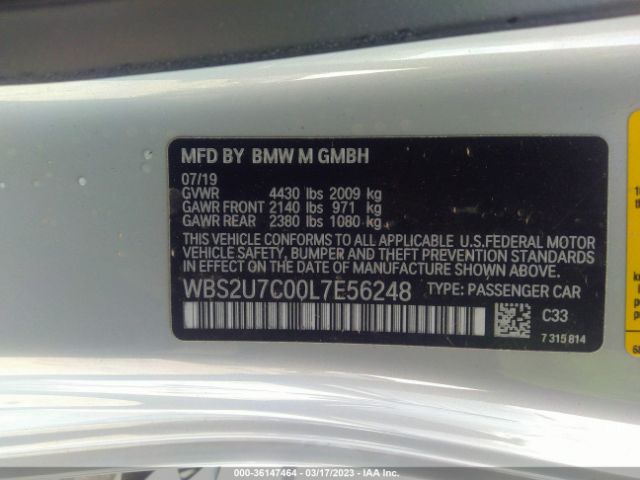 MFD BY BMW M GMBH
07/19
GVWR 4430 lbs 2009 kg
GAWR FRONT 2140 lbs 971 kg
GAWR REAR 2380 lbs 1080 kg
THIS VEHICLE CONFORMS TO ALL APPLICABLE U.S.FEDERAL MOTOR
VEHICLE SAFETY, BUMPER, AND THEFT PREVENTION STANDARDS
IN EFFECT ON THE DATE OF MANUFACTURE SHOWN ABOVE.
WBS2U7C00L7E56248 TYPE: PASSENGER CAR
C33
7 315 814
000-36147464 — 03/17/2023 — IAA Inc.